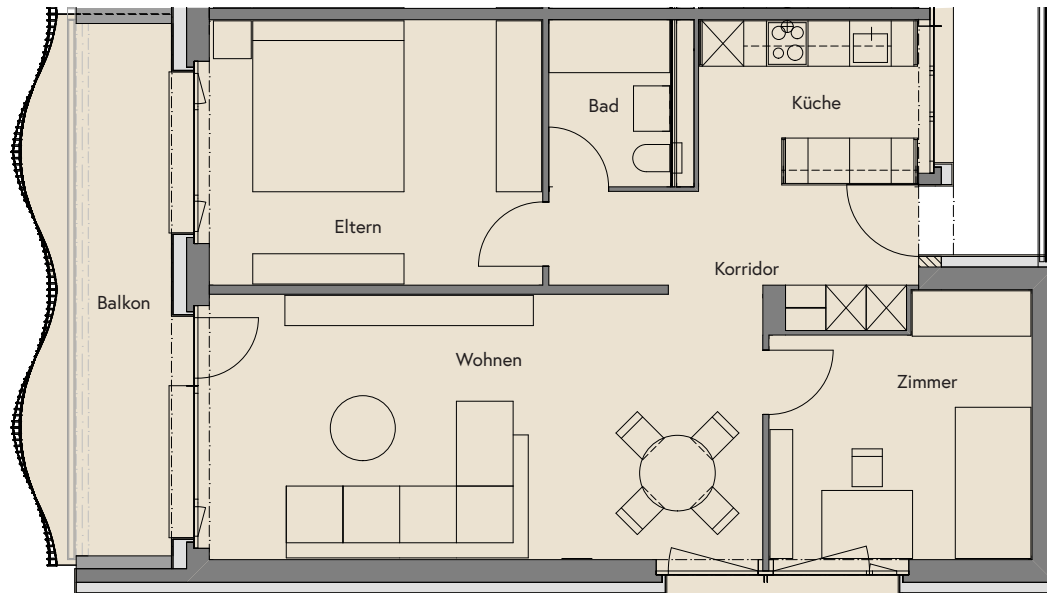 Bad
Küche
Eltern
Korridor
Balkon
Wohnen
Zimmer